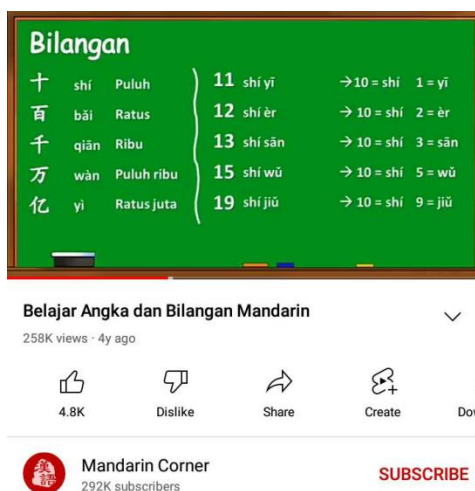 Bilangan
十 shí Puluh
百 bǎi Ratus
千 qiān Ribu
万 wàn Puluh ribu
亿 yì Ratus juta
11 shí yī →10 = shí 1 = yī
12 shí èr → 10 = shí 2 = èr
13 shí sān → 10 = shí 3 = sān
15 shí wǔ → 10 = shí 5 = wǔ
19 shí jiǔ → 10 = shí 9 = jiǔ
Belajar Angka dan Bilangan Mandarin
258K views · 4y ago
4.8K Dislike Share Create
Mandarin Corner
292K subscribers
SUBSCRIBE